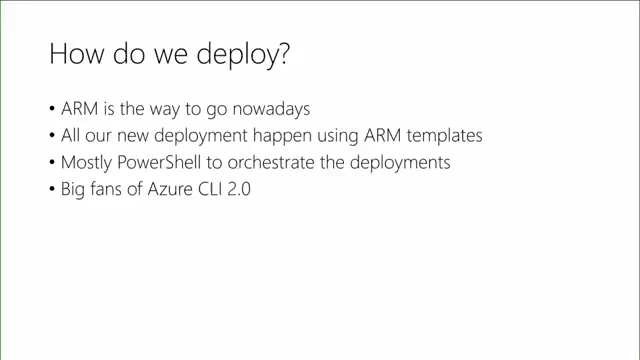 How do we deploy?
• ARM is the way to go nowadays
• All our new deployment happen using ARM templates
• Mostly PowerShell to orchestrate the deployments
• Big fans of Azure CLI 2.0